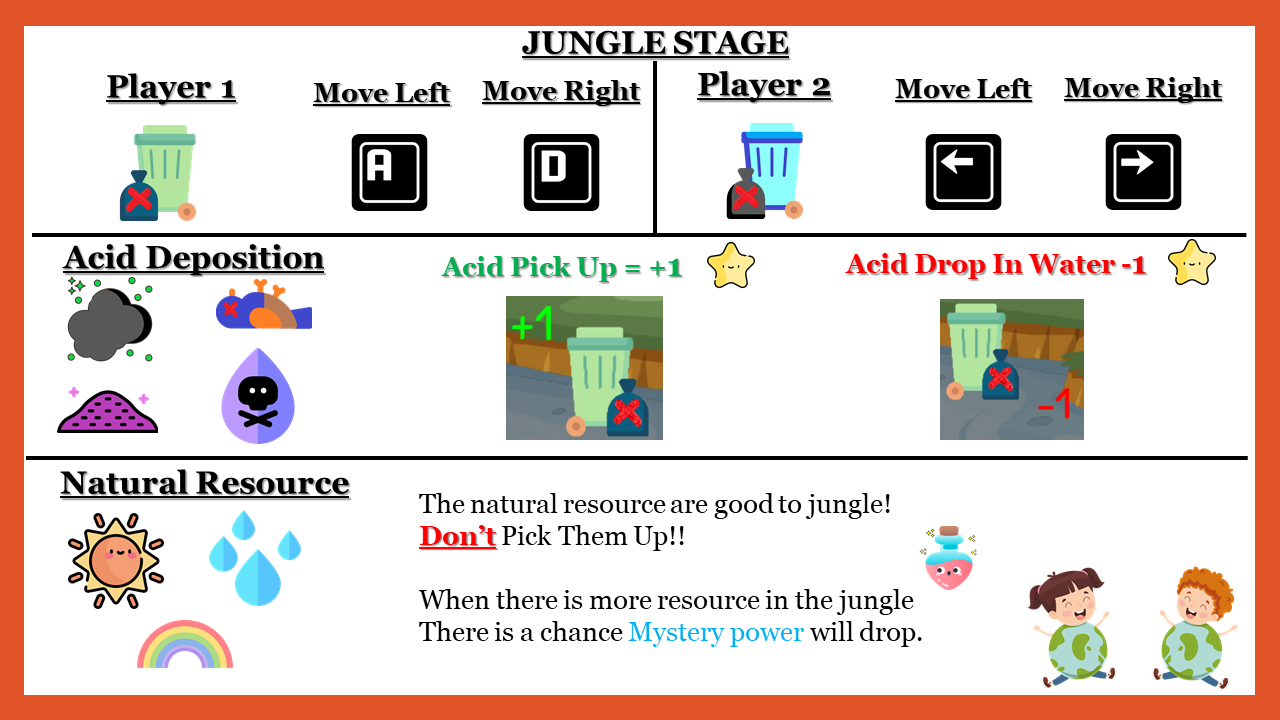 JUNGLE STAGE
Player 1
Move Left
Move Right
A
D
Player 2
Move Left
Move Right
Acid Deposition
Acid Pick Up = +1
+1
Acid Drop In Water -1
-1
Natural Resource
The natural resource are good to jungle!
Don’t Pick Them Up!!
When there is more resource in the jungle
There is a chance Mystery power will drop.